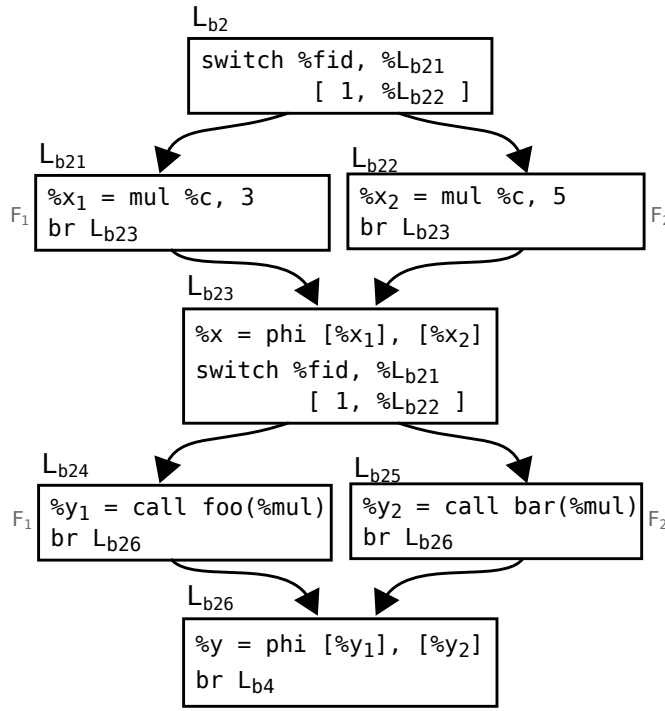 L_b2
switch %fid, %L_b21
[ 1, %L_b22 ]
L_b21
L_b22
F_1
%x_1 = mul %c, 3
br L_b23
%x_2 = mul %c, 5
br L_b23
F_2
L_b23
%x = phi [%x_1], [%x_2]
switch %fid, %L_b21
[ 1, %L_b22 ]
L_b24
L_b25
F_1
%y_1 = call foo(%mul)
br L_b26
%y_2 = call bar(%mul)
br L_b26
F_2
L_b26
%y = phi [%y_1], [%y_2]
br L_b4